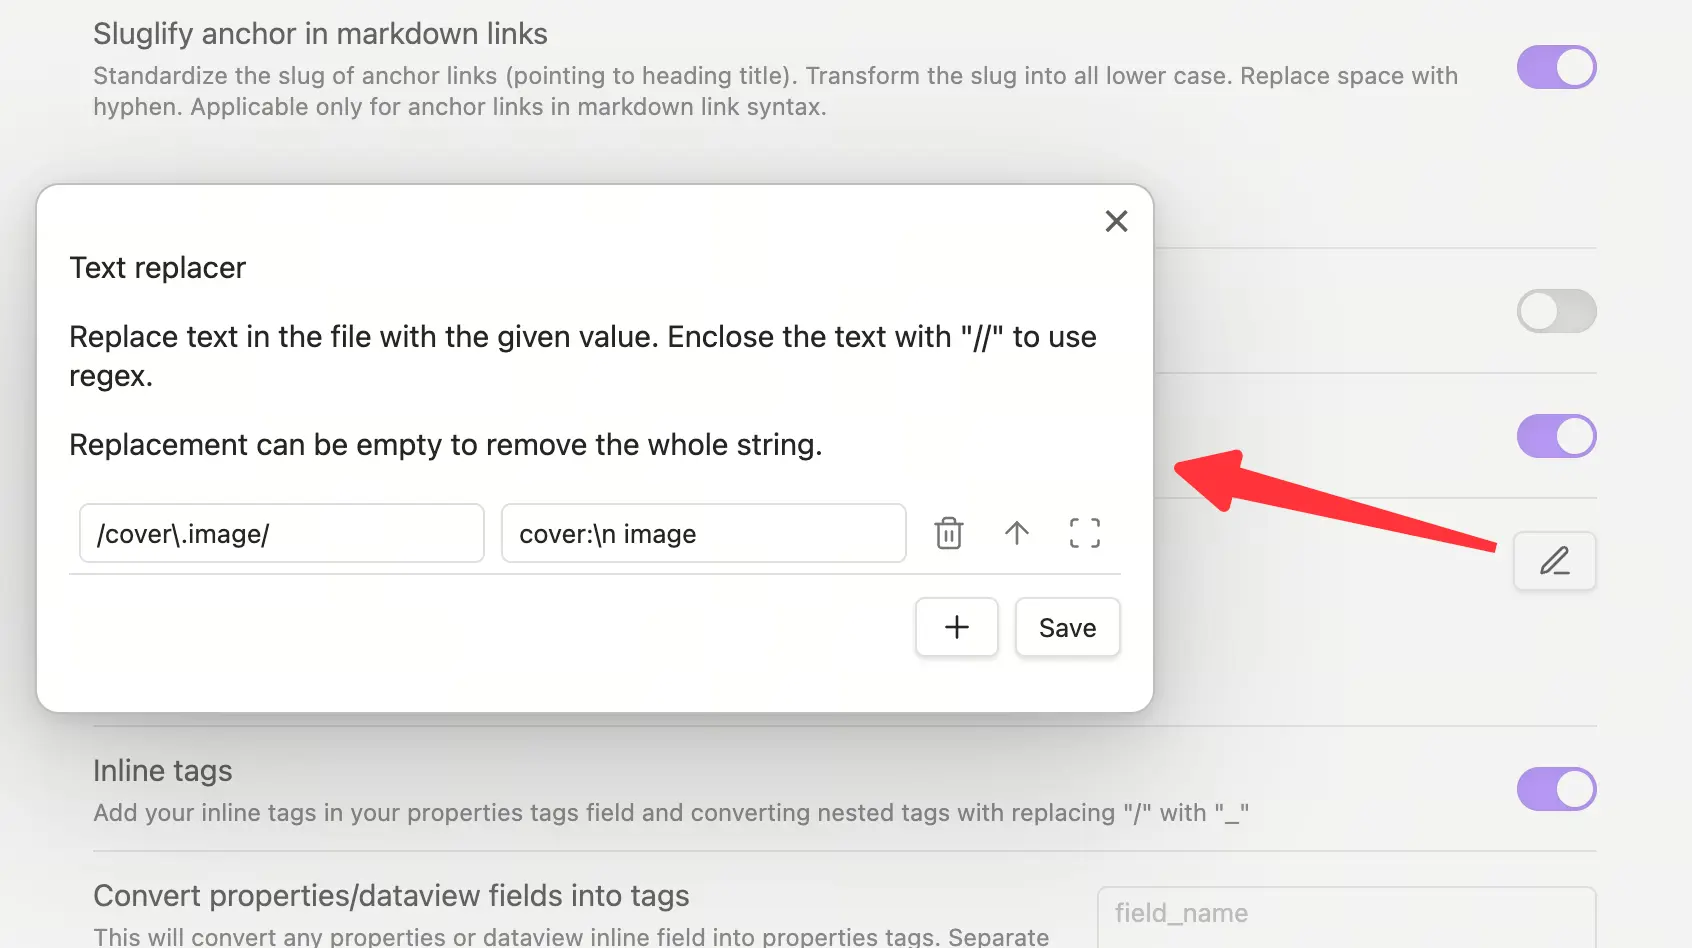 Sluglify anchor in markdown links
Standardize the slug of anchor links (pointing to heading title). Transform the slug into all lower case. Replace space with
hyphen. Applicable only for anchor links in markdown link syntax.
Text replacer
Replace text in the file with the given value. Enclose the text with "//" to use
regex.
Replacement can be empty to remove the whole string.
/cover\.image/
cover:\n image
Save
Inline tags
Add your inline tags in your properties tags field and converting nested tags with replacing "/" with "_"
Convert properties/dataview fields into tags
field_name
This will convert any properties or dataview inline field into properties tags. Separate